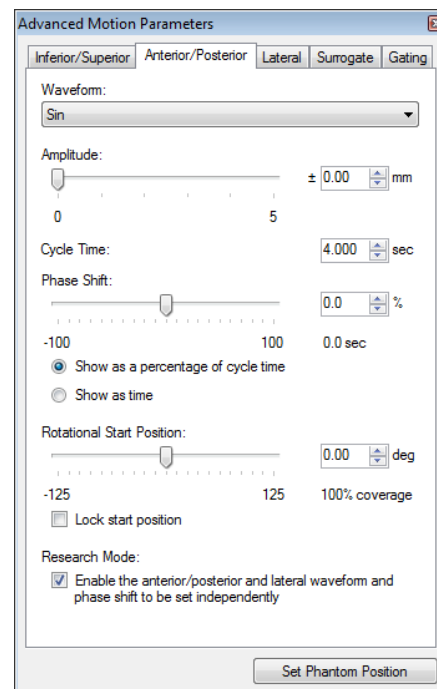 Advanced Motion Parameters
Inferior/Superior Anterior/Posterior Lateral Surrogate Gating
Waveform:
Sin
Amplitude:
± 0.00 mm
0 5
Cycle Time: 4.000 sec
Phase Shift:
0.0 %
-100 100 0.0 sec
Show as a percentage of cycle time
Show as time
Rotational Start Position:
0.00 deg
-125 125 100% coverage
Lock start position
Research Mode:
Enable the anterior/posterior and lateral waveform and
phase shift to be set independently
Set Phantom Position